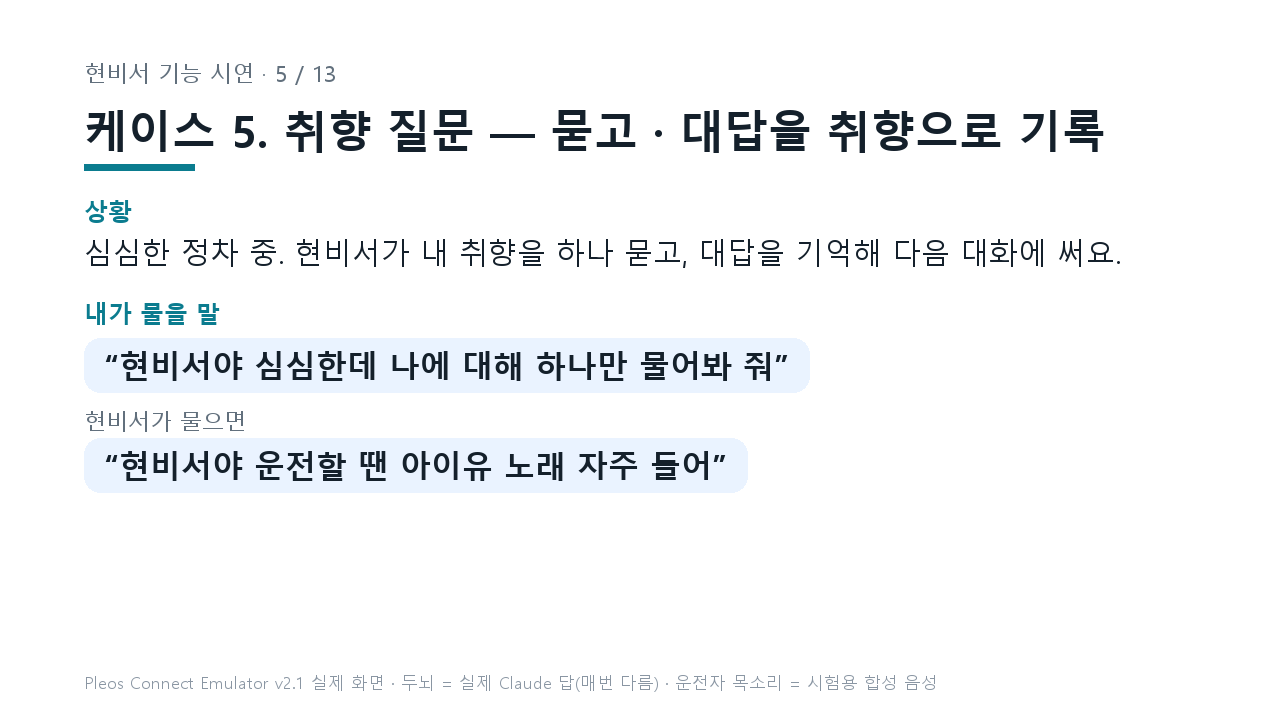 현비서 기능 시연 · 5 / 13
케이스 5. 취향 질문 — 묻고 · 대답을 취향으로 기록
상황
심심한 정차 중. 현비서가 내 취향을 하나 묻고, 대답을 기억해 다음 대화에 써요.
내가 물을 말
“현비서야 심심한데 나에 대해 하나만 물어봐 줘”
현비서가 물으면
“현비서야 운전할 땐 아이유 노래 자주 들어”
Pleos Connect Emulator v2.1 실제 화면 · 두뇌 = 실제 Claude 답(매번 다름) · 운전자 목소리 = 시험용 합성 음성